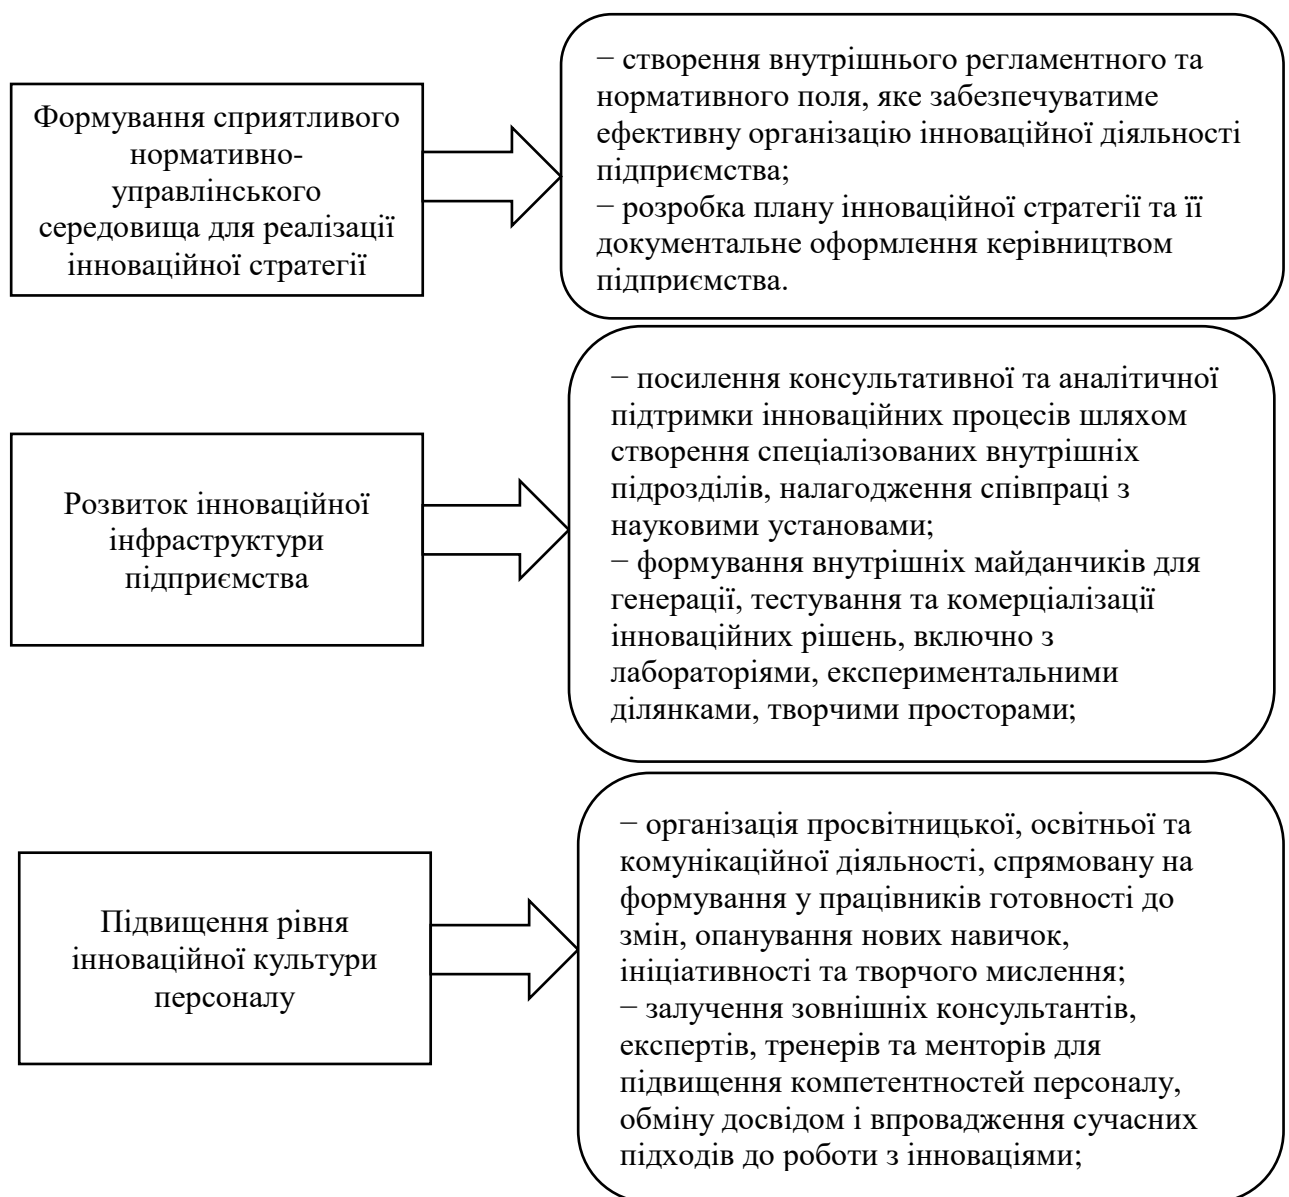 Формування сприятливого
нормативно-
управлінського
середовища для реалізації
інноваційної стратегії
− створення внутрішнього регламентного та
нормативного поля, яке забезпечуватиме
ефективну організацію інноваційної діяльності
підприємства;
− розробка плану інноваційної стратегії та її
документальне оформлення керівництвом
підприємства.
Розвиток інноваційної
інфраструктури
підприємства
− посилення консультативної та аналітичної
підтримки інноваційних процесів шляхом
створення спеціалізованих внутрішніх
підрозділів, налагодження співпраці з
науковими установами;
− формування внутрішніх майданчиків для
генерації, тестування та комерціалізації
інноваційних рішень, включно з
лабораторіями, експериментальними
ділянками, творчими просторами;
Підвищення рівня
інноваційної культури
персоналу
− організація просвітницької, освітньої та
комунікаційної діяльності, спрямовану на
формування у працівників готовності до
змін, опанування нових навичок,
ініціативності та творчого мислення;
− залучення зовнішніх консультантів,
експертів, тренерів та менторів для
підвищення компетентностей персоналу,
обміну досвідом і впровадження сучасних
підходів до роботи з інноваціями;